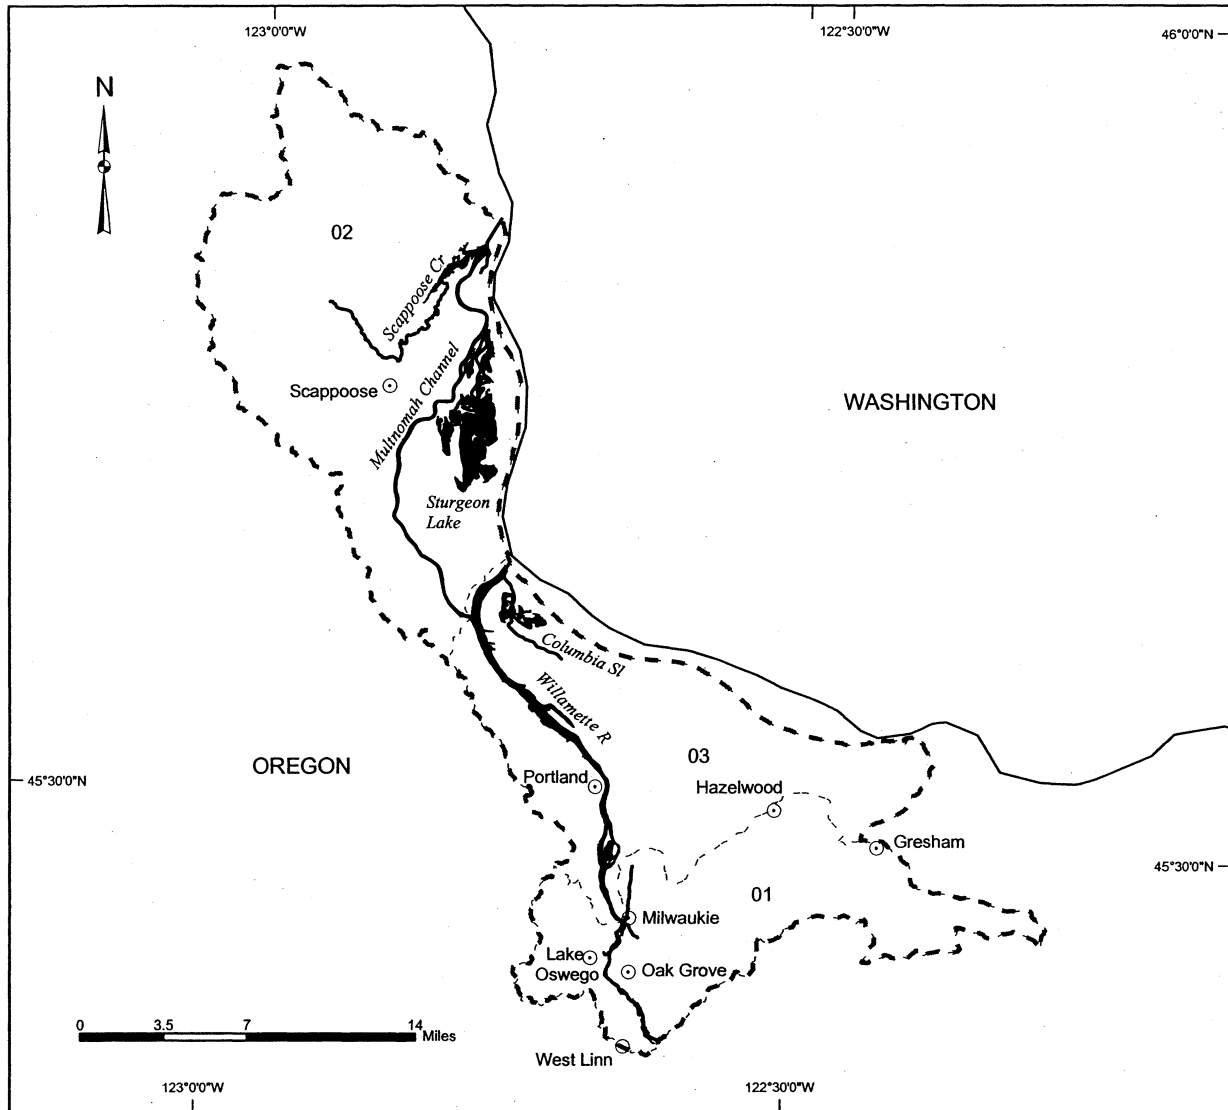 123°0'0"W
122°30'0"W
46°0'0"N
N
02
Scappoose Cr
Scappoose
Multnomah Channel
WASHINGTON
Sturgeon
Lake
Columbia Sl
Willamette R
OREGON
03
45°30'0"N
Portland
Hazelwood
Gresham
45°30'0"N
01
Milwaukie
Lake
Oswego
Oak Grove
0 3.5 7 14
Miles
West Linn
123°0'0"W
122°30'0"W